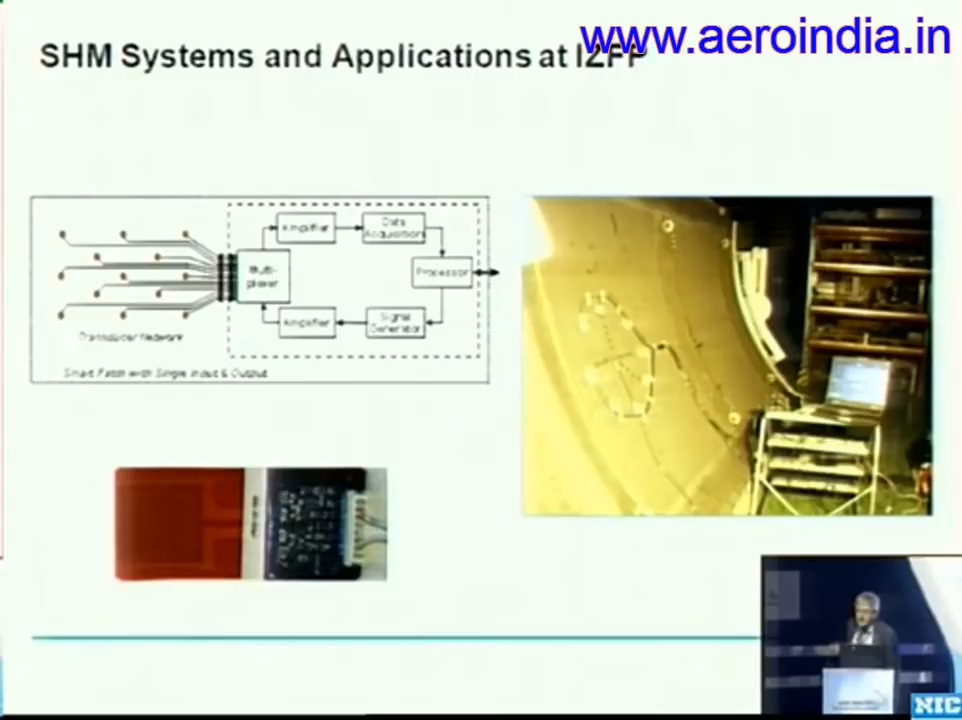 www.aeroindia.in
SHM Systems and Applications at IZFP
Amplifier
Data
Acquisition
Multi-
plexer
Processor
Amplifier
Signal
Generator
Transducer Network
Smart Patch with Single Input & Output
NIC